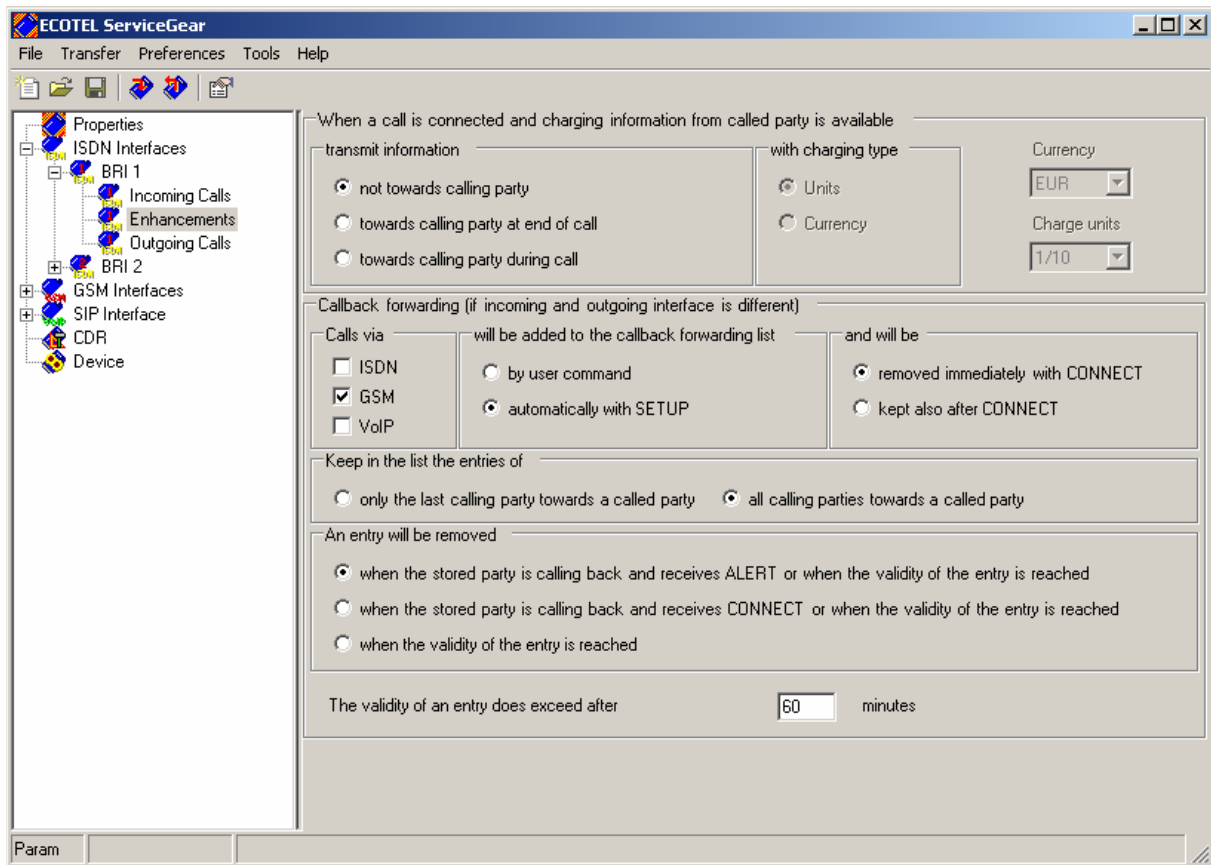 ECOTEL ServiceGear
File Transfer Preferences Tools Help
Properties
ISDN Interfaces
BRI 1
Incoming Calls
Enhancements
Outgoing Calls
BRI 2
GSM Interfaces
SIP Interface
CDR
Device
When a call is connected and charging information from called party is available
transmit information
not towards calling party
towards calling party at end of call
towards calling party during call
with charging type
Units
Currency
Currency
EUR
Charge units
1/10
Callback forwarding (if incoming and outgoing interface is different)
Calls via
ISDN
GSM
VoIP
will be added to the callback forwarding list
by user command
automatically with SETUP
and will be
removed immediately with CONNECT
kept also after CONNECT
Keep in the list the entries of
only the last calling party towards a called party
all calling parties towards a called party
An entry will be removed
when the stored party is calling back and receives ALERT or when the validity of the entry is reached
when the stored party is calling back and receives CONNECT or when the validity of the entry is reached
when the validity of the entry is reached
The validity of an entry does exceed after 60 minutes
Param